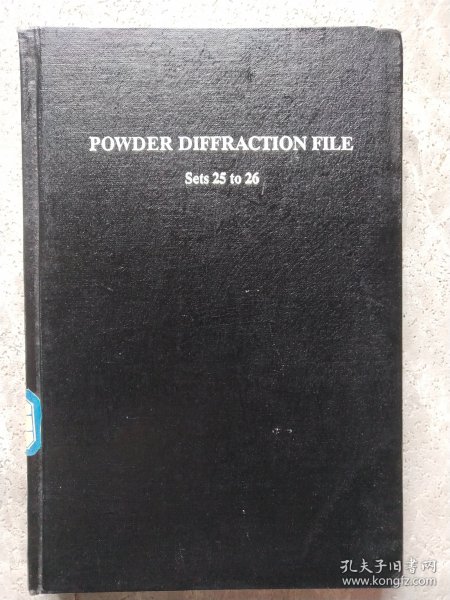 POWDER DIFFRACTION FILE
Sets 25 to 26
孔夫子旧书网
www.kongfz.com